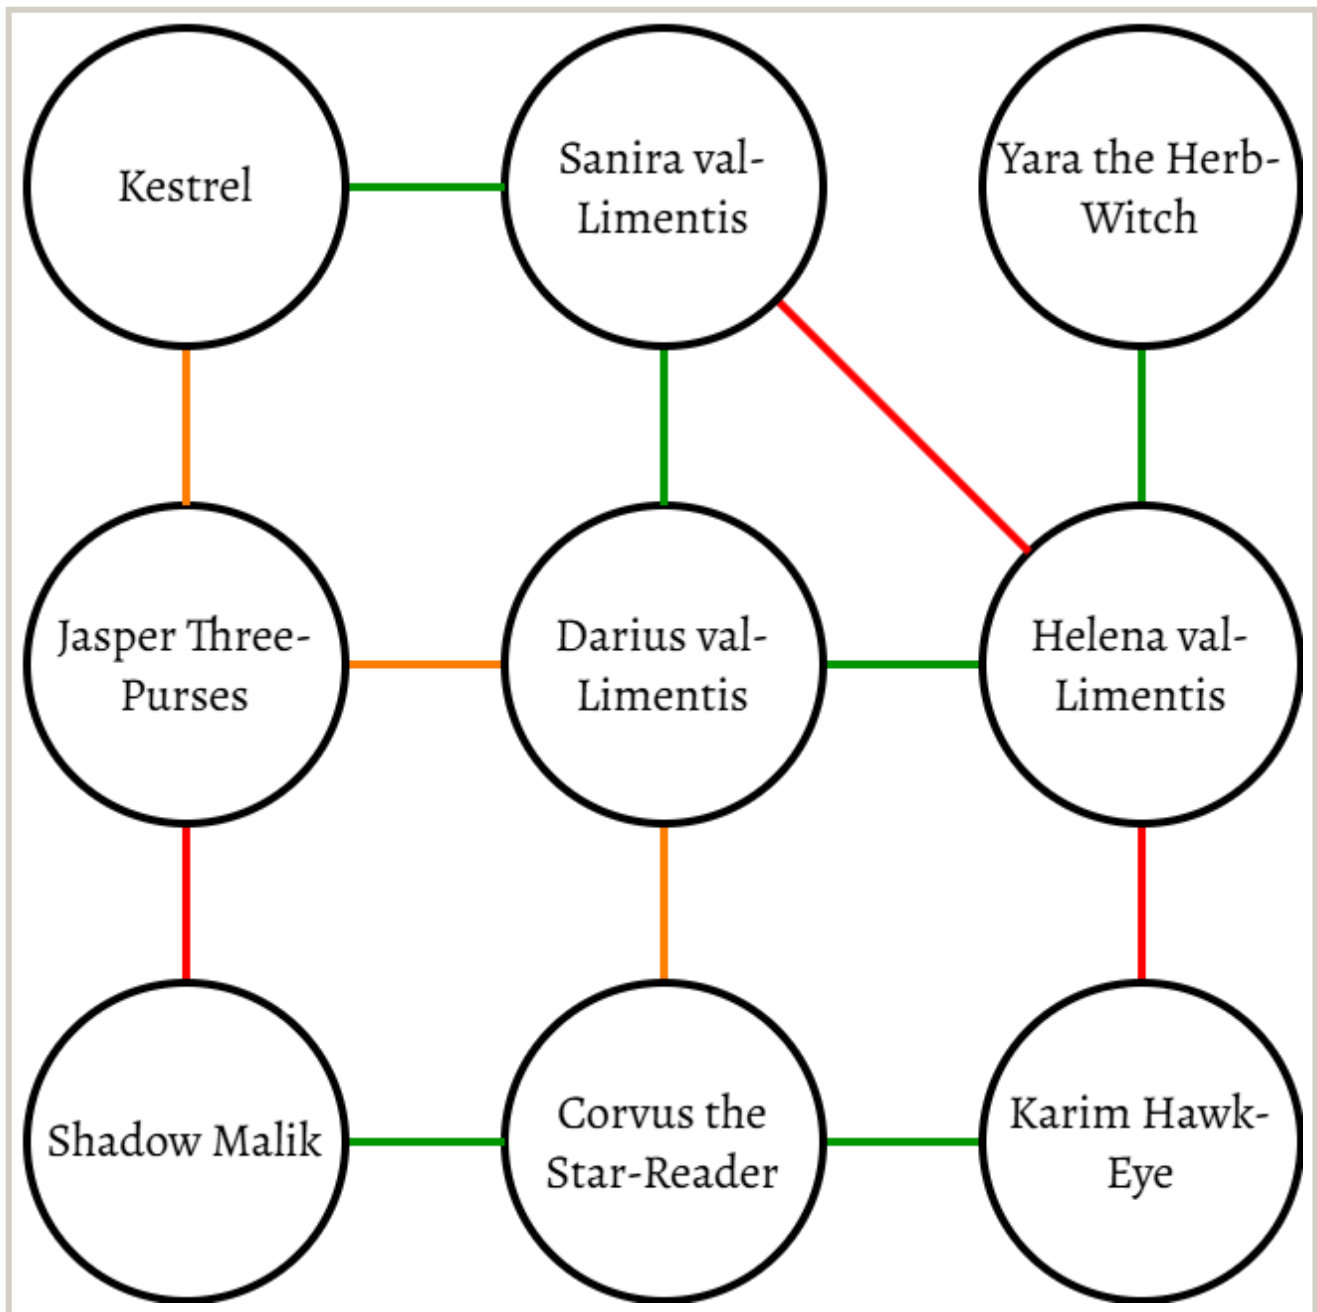 Kestrel
Sanira val-
Limentis
Yara the Herb-
Witch
Jasper Three-
Purses
Darius val-
Limentis
Helena val-
Limentis
Shadow Malik
Corvus the
Star-Reader
Karim Hawk-
Eye